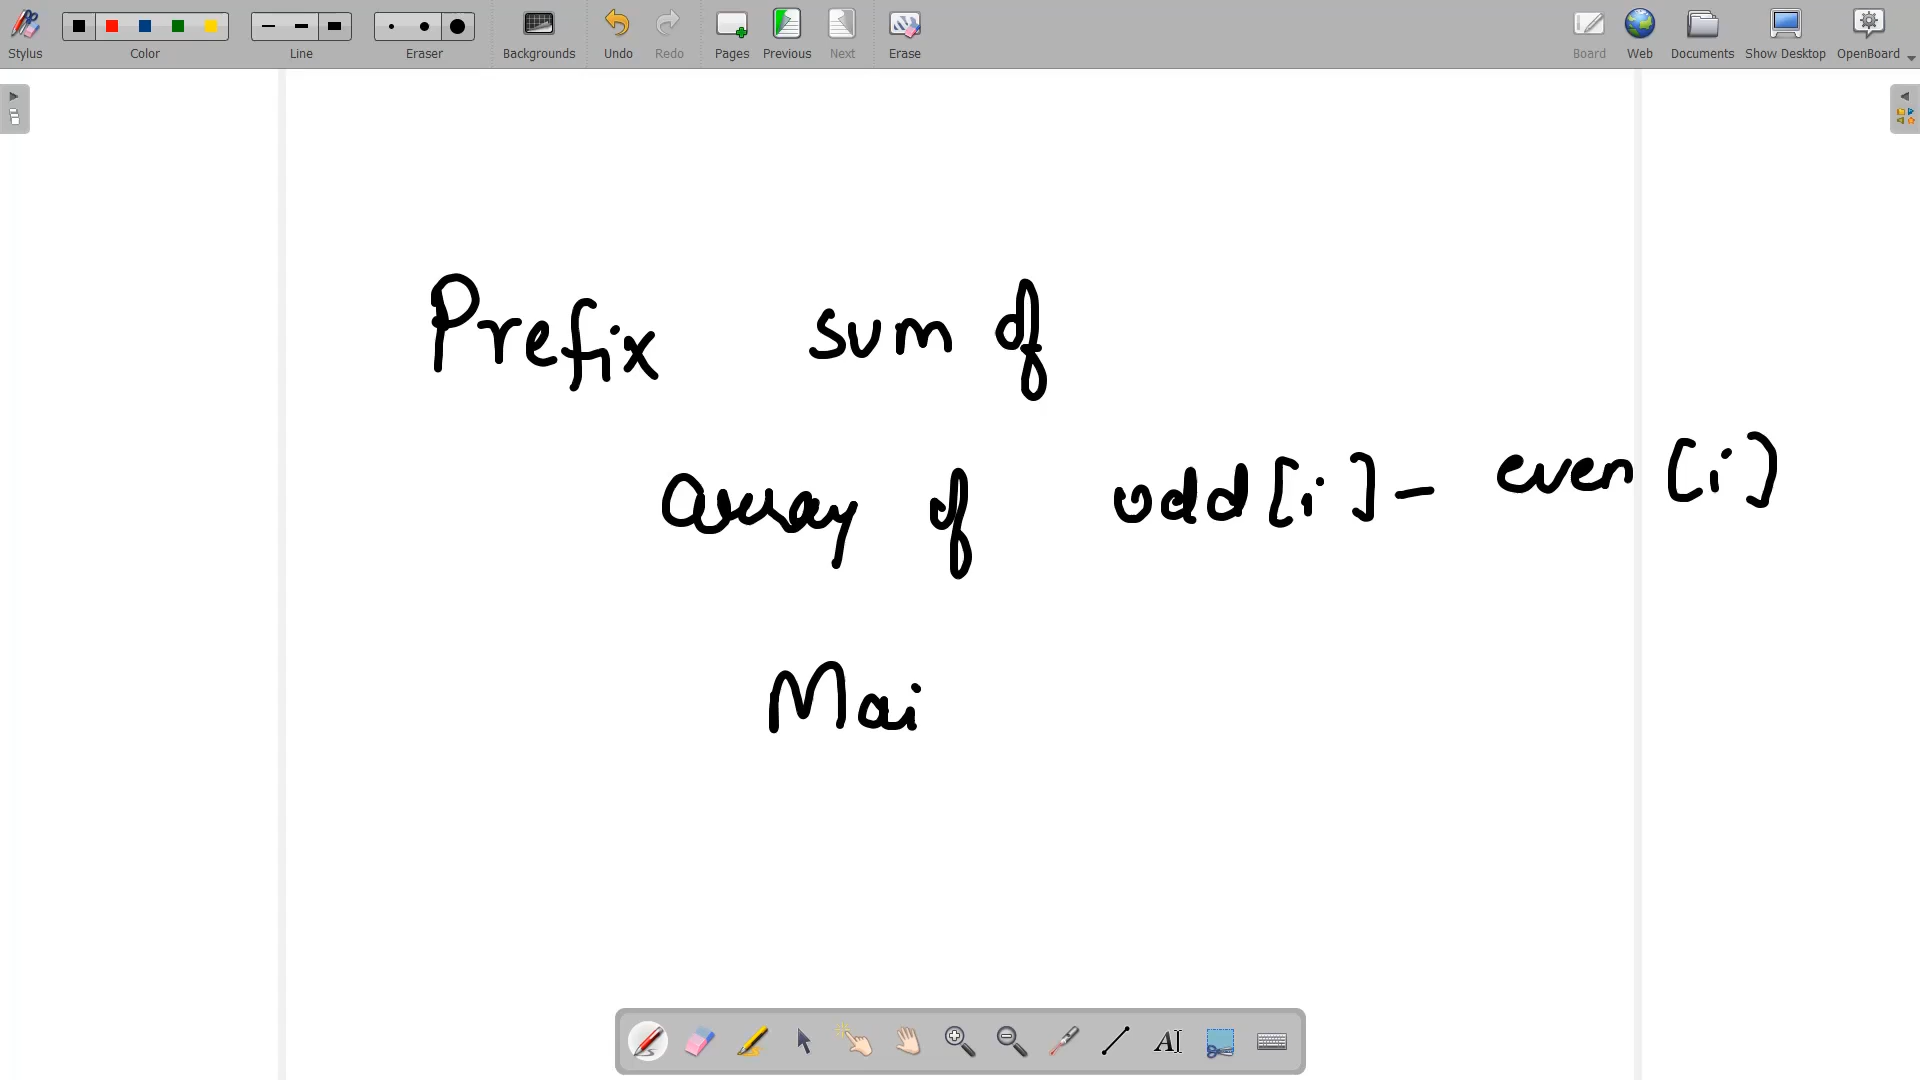 Stylus Color Line Eraser Backgrounds Undo Redo Pages Previous Next Erase Board Web Documents Show Desktop OpenBoard
Prefix sum of
array of odd[i] - even[i]
Mai